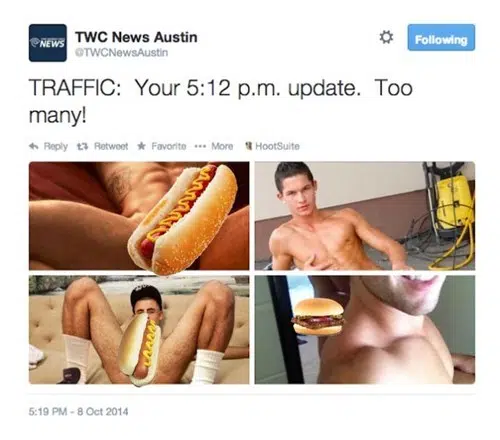 NEWS
TWC News Austin
@TWCNewsAustin
Following
TRAFFIC: Your 5:12 p.m. update. Too
many!
Reply Retweet Favorite More HootSuite
5:19 PM - 8 Oct 2014